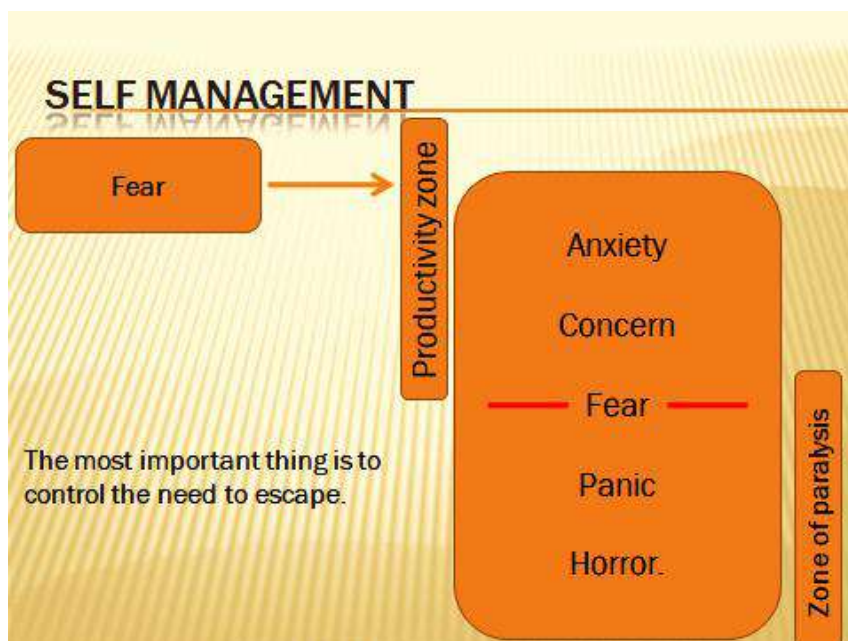 SELF MANAGEMENT
Fear
Productivity zone
Anxiety
Concern
Fear
Panic
Horror.
Zone of paralysis
The most important thing is to
control the need to escape.